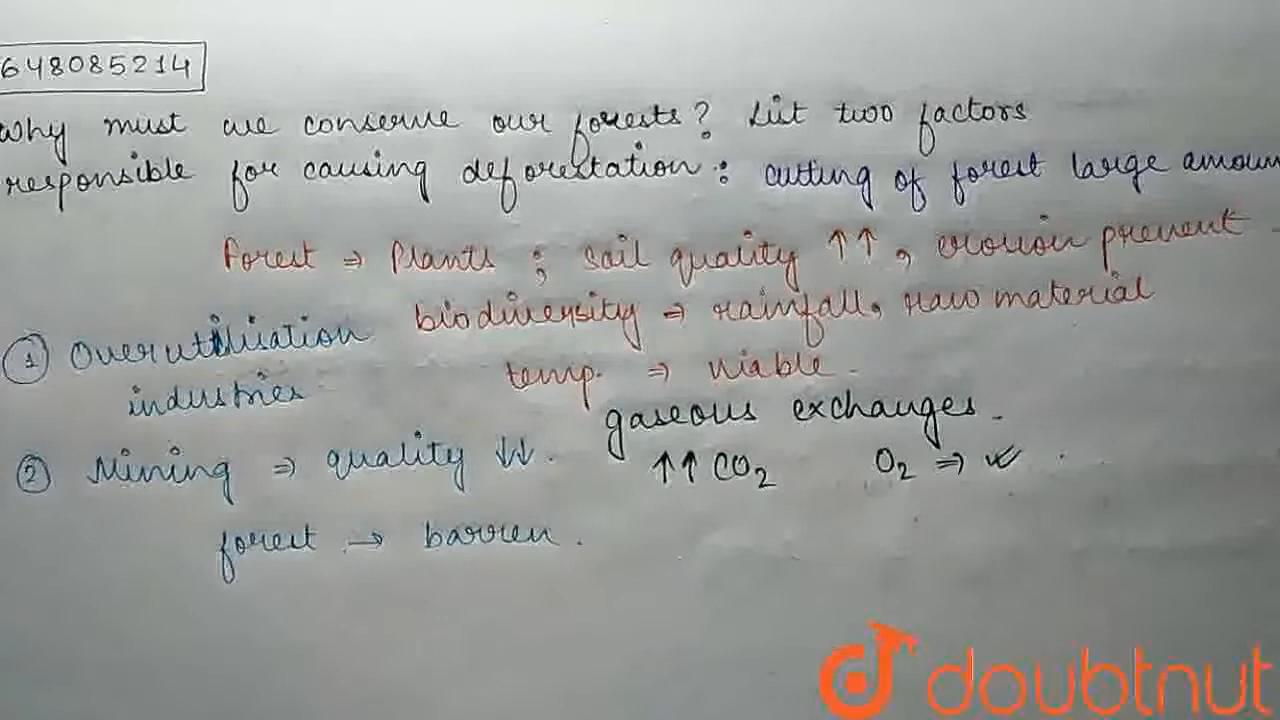 648085214
Why must we conserve our forests? List two factors
responsible for causing deforestation: cutting of forest large amoun
Forest ⇒ Plants ; Soil quality ↑↑, erosion prevent.
biodiversity ⇒ rainfall, raw material
① Overutilisation
temp. ⇒ viable.
industries
gaseous exchanges.
② Mining ⇒ quality ↓↓.
↑↑ CO₂ O₂ ⇒ ✓.
forest → barren.
doubtnut